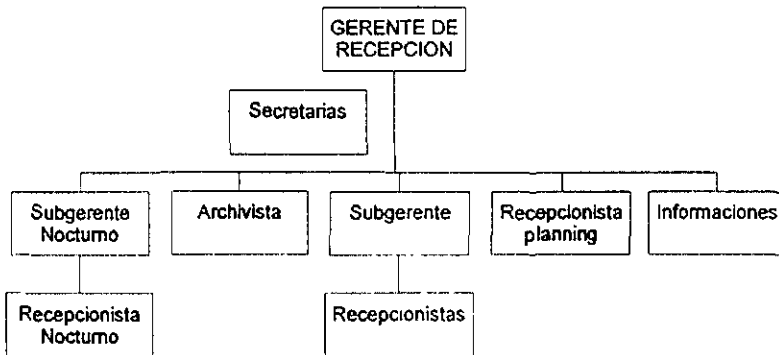 GERENTE DE
RECEPCION
Secretarias
Subgerente
Nocturno
Archivista
Subgerente
Recepcionista
planning
Informaciones
Recepcionista
Nocturno
Recepcionistas